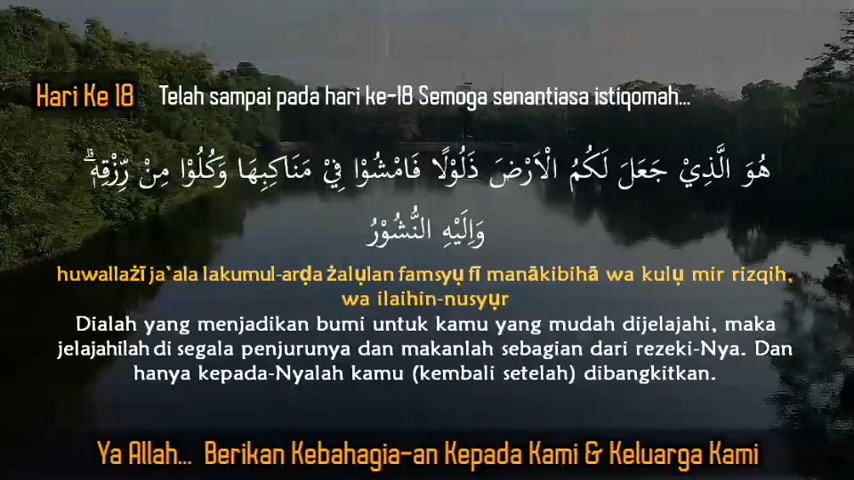 Hari Ke 18
Telah sampai pada hari ke-18 Semoga senantiasa istiqomah...
هُوَ الَّذِيْ جَعَلَ لَكُمُ الْاَرْضَ ذَلُوْلًا فَامْشُوْا فِيْ مَنَاكِبِهَا وَكُلُوْا مِنْ رِّزْقِهٖۗ
وَاِلَيْهِ النُّشُوْرُ
huwallażī ja`ala lakumul-arḍa żalụlan famsyụ fī manākibihā wa kulụ mir rizqih,
wa ilaihin-nusyụr
Dialah yang menjadikan bumi untuk kamu yang mudah dijelajahi, maka
jelajahilah di segala penjurunya dan makanlah sebagian dari rezeki-Nya. Dan
hanya kepada-Nyalah kamu (kembali setelah) dibangkitkan.
Ya Allah... Berikan Kebahagia-an Kepada Kami & Keluarga Kami